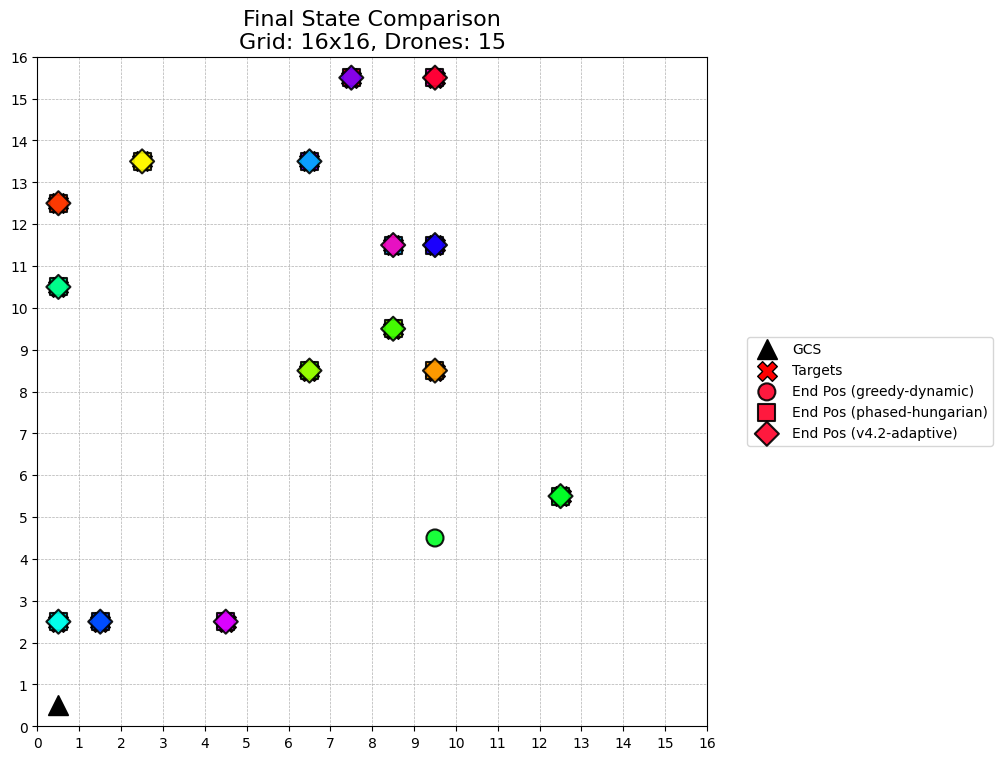 Final State Comparison
Grid: 16x16, Drones: 15
16
15
14
13
12
11
10
9
8
7
6
5
4
3
2
1
0
0 1 2 3 4 5 6 7 8 9 10 11 12 13 14 15 16
GCS
Targets
End Pos (greedy-dynamic)
End Pos (phased-hungarian)
End Pos (v4.2-adaptive)